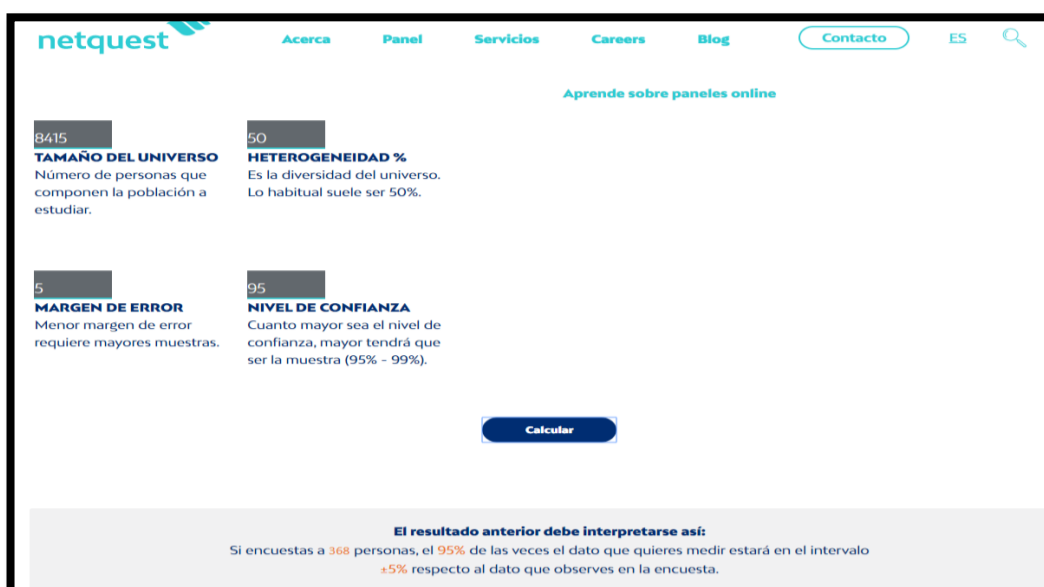 netquest
Acerca Panel Servicios Careers Blog Contacto ES
Aprende sobre paneles online
8415
TAMAÑO DEL UNIVERSO
Número de personas que
componen la población a
estudiar.
50
HETEROGENEIDAD %
Es la diversidad del universo.
Lo habitual suele ser 50%.
5
MARGEN DE ERROR
Menor margen de error
requiere mayores muestras.
95
NIVEL DE CONFIANZA
Cuanto mayor sea el nivel de
confianza, mayor tendrá que
ser la muestra (95% - 99%).
Calcular
El resultado anterior debe interpretarse así:
Si encuestas a 368 personas, el 95% de las veces el dato que quieres medir estará en el intervalo
±5% respecto al dato que observes en la encuesta.